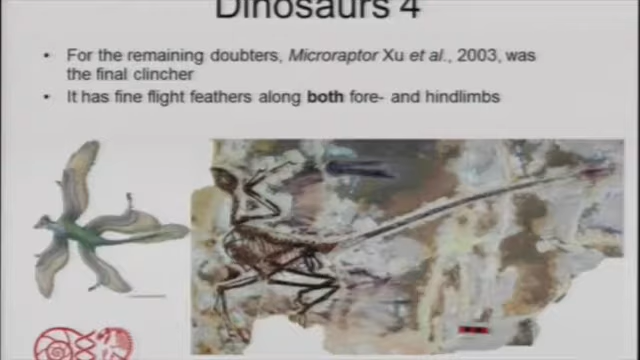 Dinosaurs 4
• For the remaining doubters, Microraptor Xu et al., 2003, was
the final clincher
• It has fine flight feathers along both fore- and hindlimbs